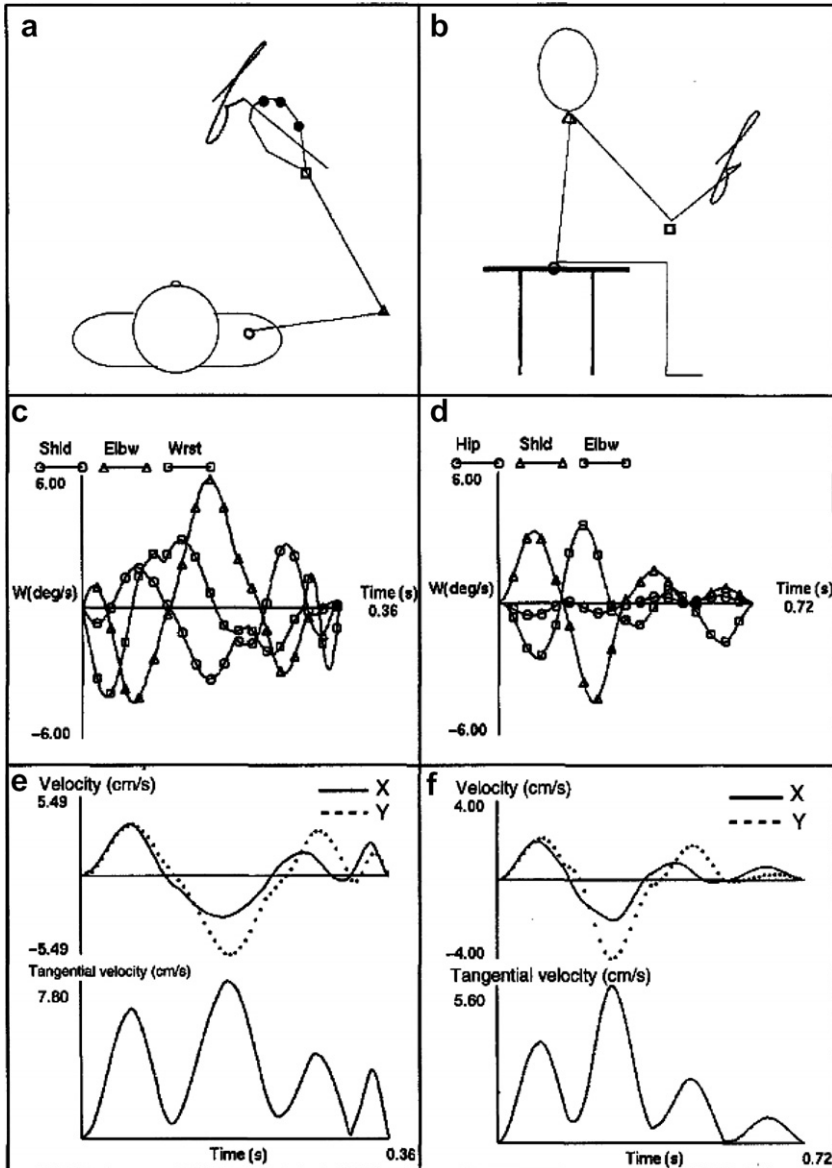 a
b
c
Shld Elbw Wrst
6.00
W(deg/s)
Time (s)
0.36
−6.00
d
Hip Shld Elbw
6.00
W(deg/s)
Time (s)
0.72
−6.00
e
Velocity (cm/s)
5.49
X
Y
−5.49
Tangential velocity (cm/s)
7.80
Time (s)
0.36
f
Velocity (cm/s)
4.00
X
Y
−4.00
Tangential velocity (cm/s)
5.60
Time (s)
0.72